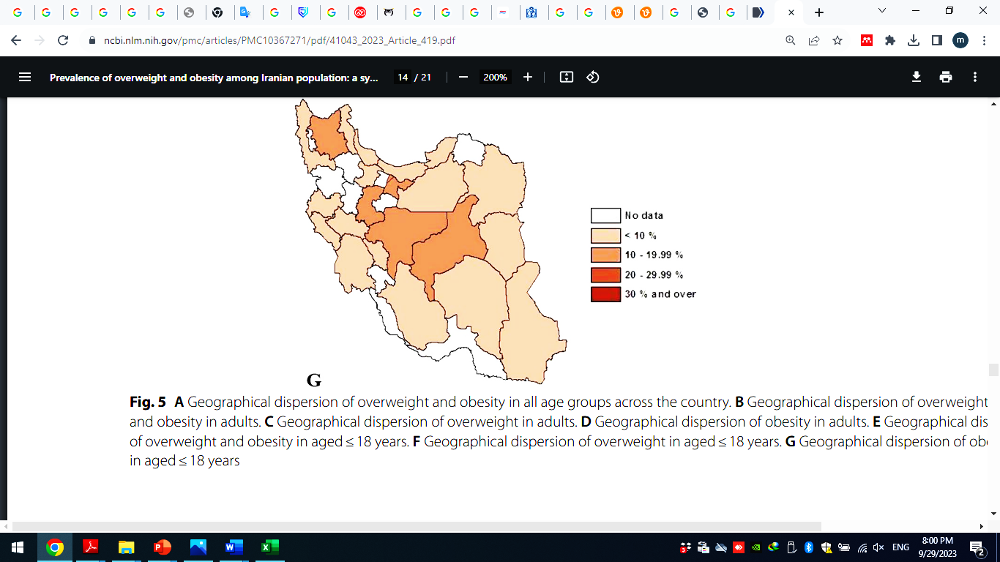 ncbi.nlm.nih.gov/pmc/articles/PMC10367271/pdf/41043_2023_Article_419.pdf
m
Prevalence of overweight and obesity among Iranian population: a sy...
14 / 21
200%
No data
< 10 %
10 - 19.99 %
20 - 29.99 %
30 % and over
G
Fig. 5 A Geographical dispersion of overweight and obesity in all age groups across the country. B Geographical dispersion of overweight
and obesity in adults. C Geographical dispersion of overweight in adults. D Geographical dispersion of obesity in adults. E Geographical dis
of overweight and obesity in aged ≤ 18 years. F Geographical dispersion of overweight in aged ≤ 18 years. G Geographical dispersion of obe
in aged ≤ 18 years
ENG
8:00 PM
9/29/2023
2